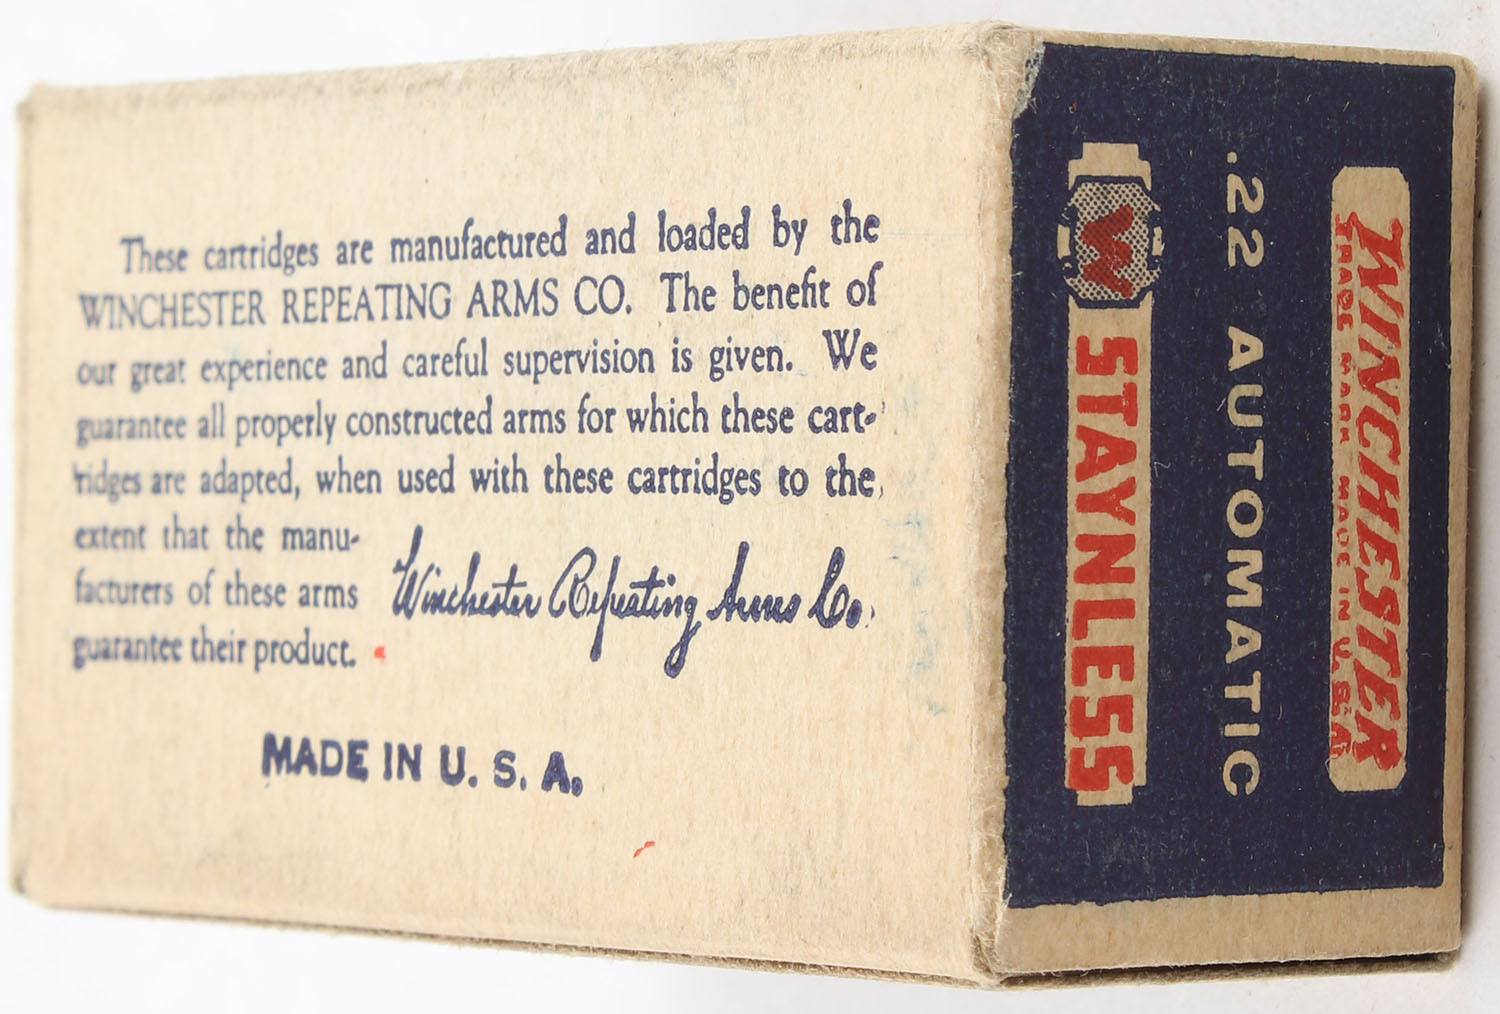 These cartridges are manufactured and loaded by the
WINCHESTER REPEATING ARMS CO. The benefit of
our great experience and careful supervision is given. We
guarantee all properly constructed arms for which these cart-
ridges are adapted, when used with these cartridges to the
extent that the manu-
facturers of these arms
guarantee their product.
Winchester Repeating Arms Co.
MADE IN U. S. A.
WINCHESTER
TRADE MARK MADE IN U.S.A.
.22 AUTOMATIC
W STAYNLESS